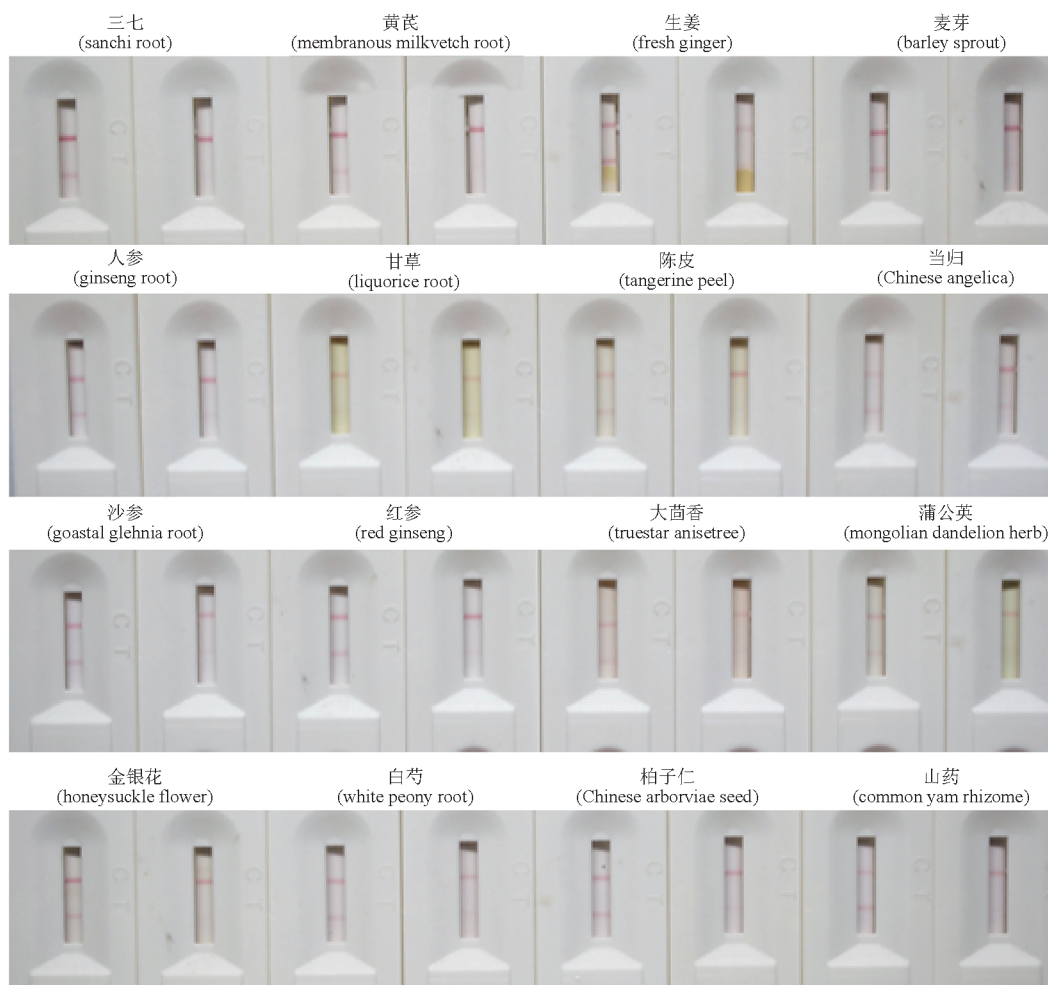 三七 黄芪 生姜 麦芽
(sanchi root) (membranous milkvetch root) (fresh ginger) (barley sprout)
C T C T C T C T C T C T C T C T
人参 甘草 陈皮 当归
(ginseng root) (liquorice root) (tangerine peel) (Chinese angelica)
C T C T C T C T C T C T C T C T
沙参 红参 大茴香 蒲公英
(goastal glehnia root) (red ginseng) (truestar anisetree) (mongolian dandelion herb)
C T C T C T C T C T C T C T C T
金银花 白芍 柏子仁 山药
(honeysuckle flower) (white peony root) (Chinese arborviae seed) (common yam rhizome)
C T C T C T C T C T C T C T C T